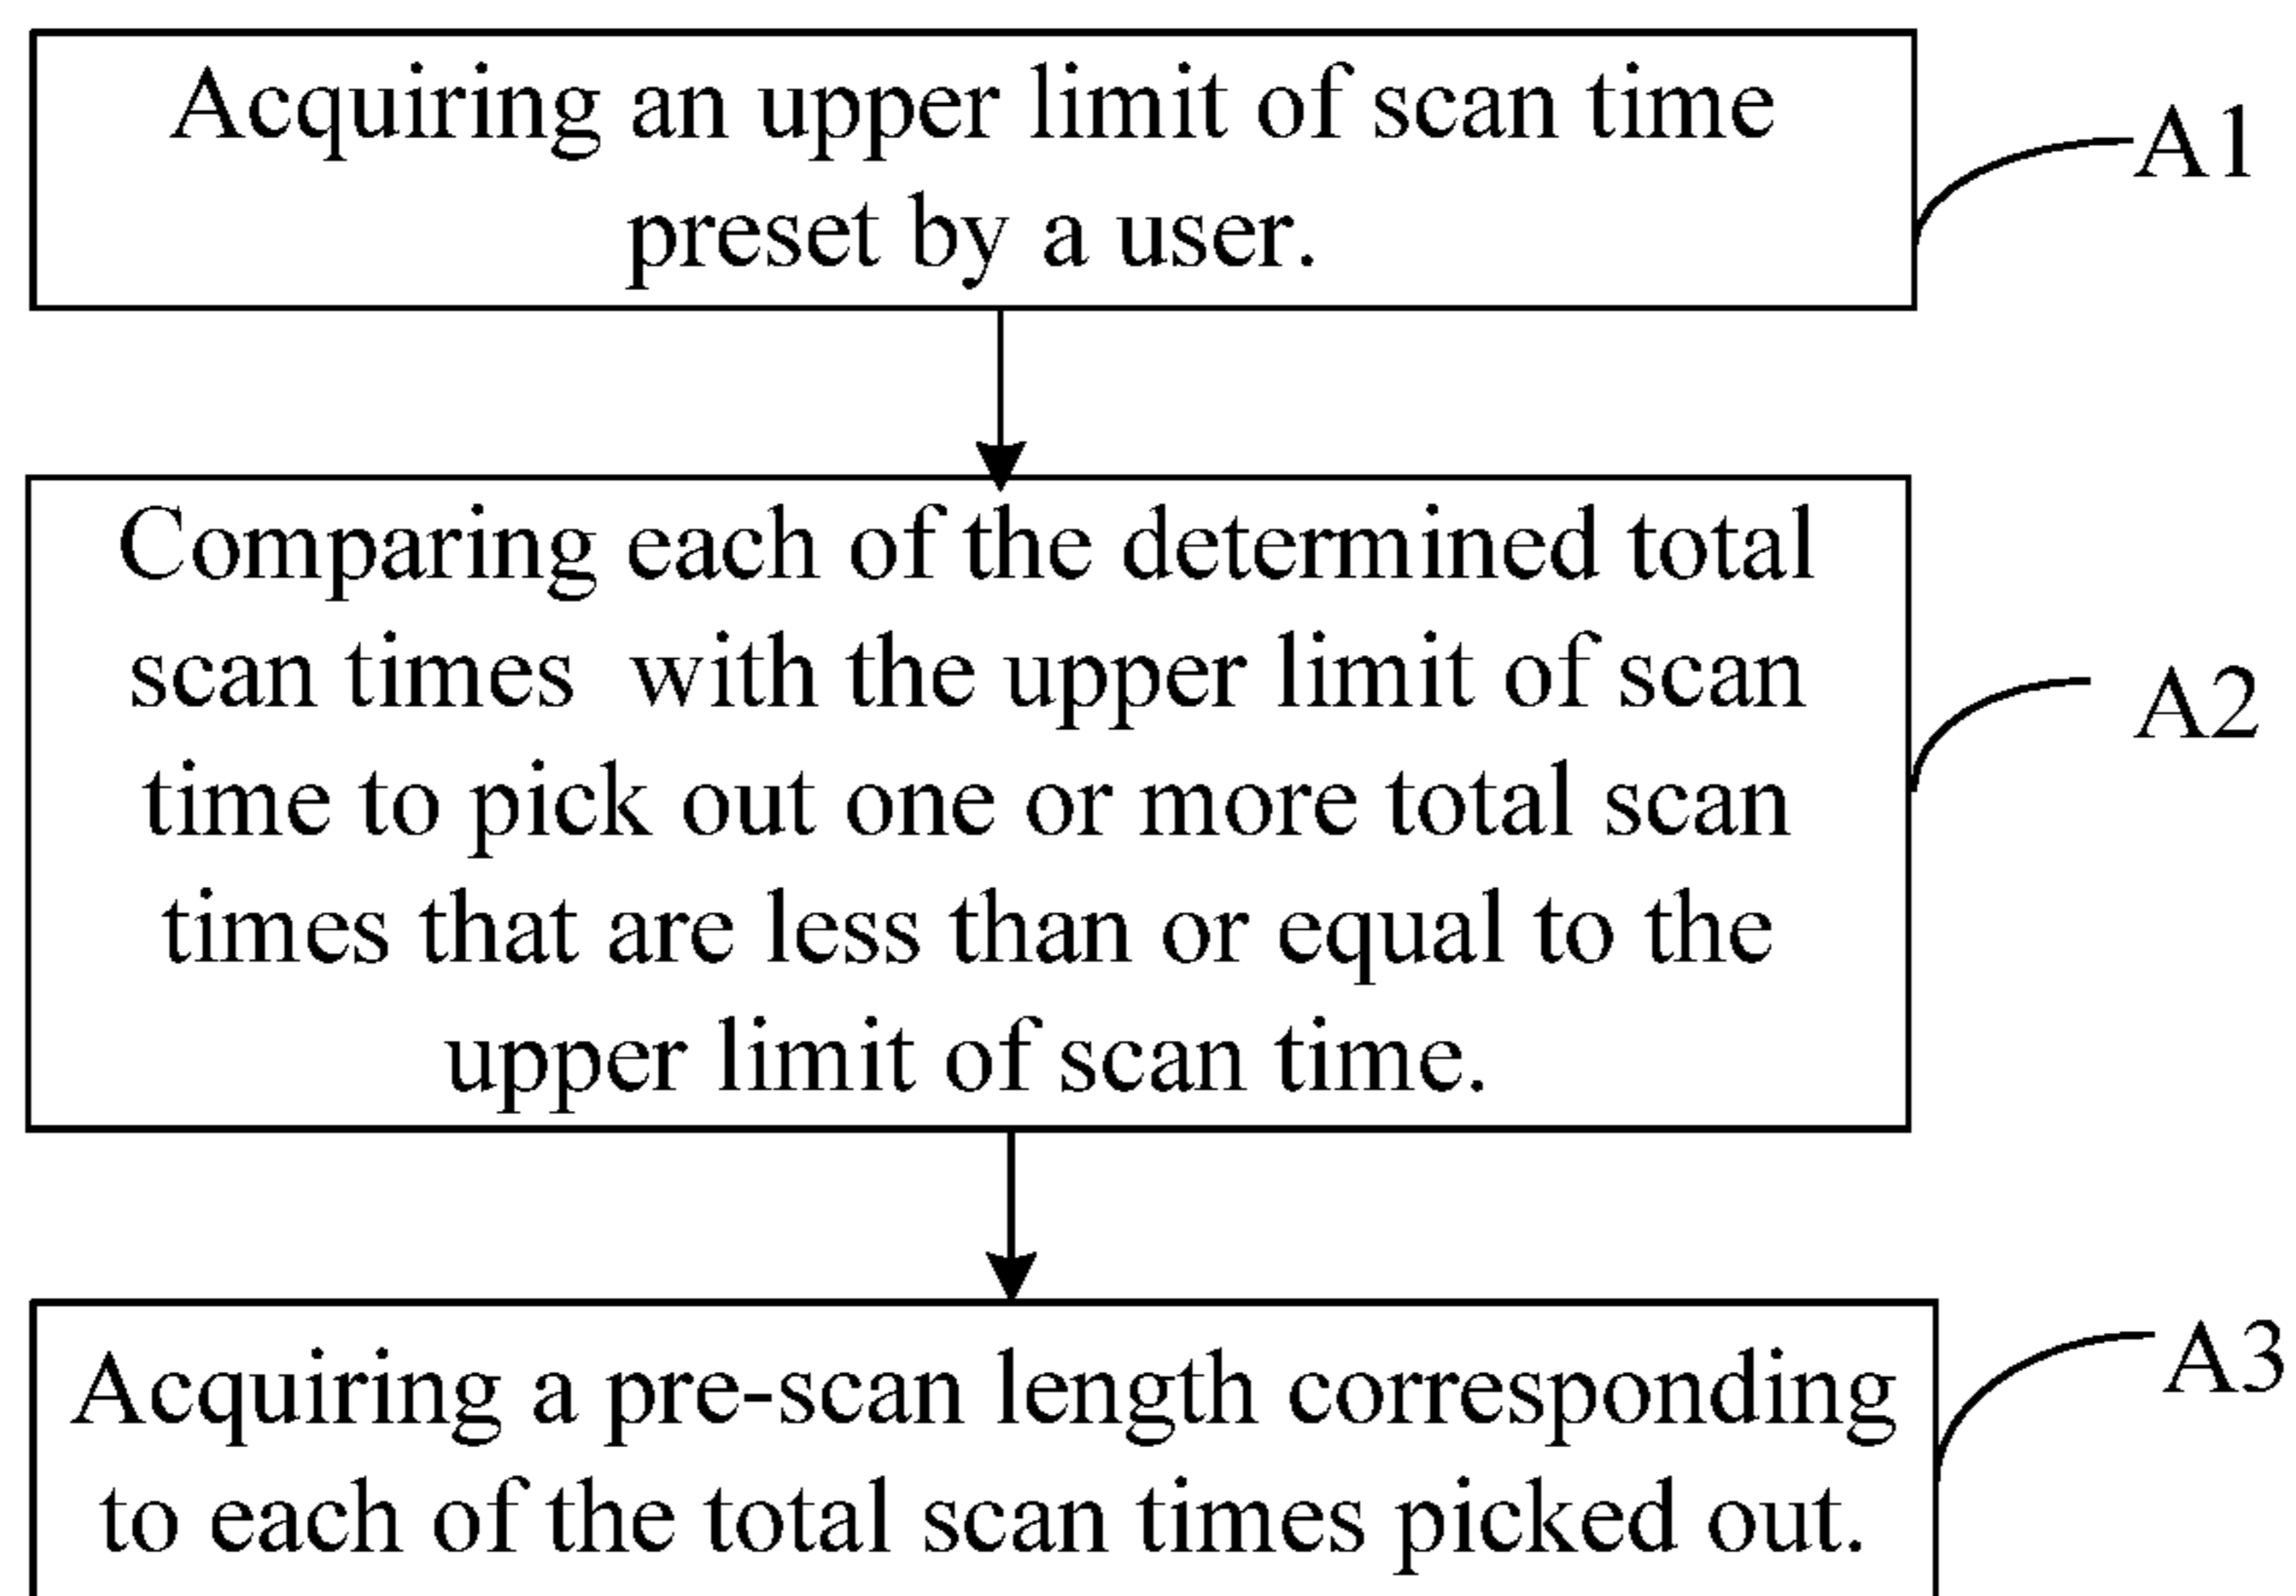 Acquiring an upper limit of scan time
preset by a user.
A1
Comparing each of the determined total
scan times with the upper limit of scan
time to pick out one or more total scan
times that are less than or equal to the
upper limit of scan time.
A2
Acquiring a pre-scan length corresponding
to each of the total scan times picked out.
A3